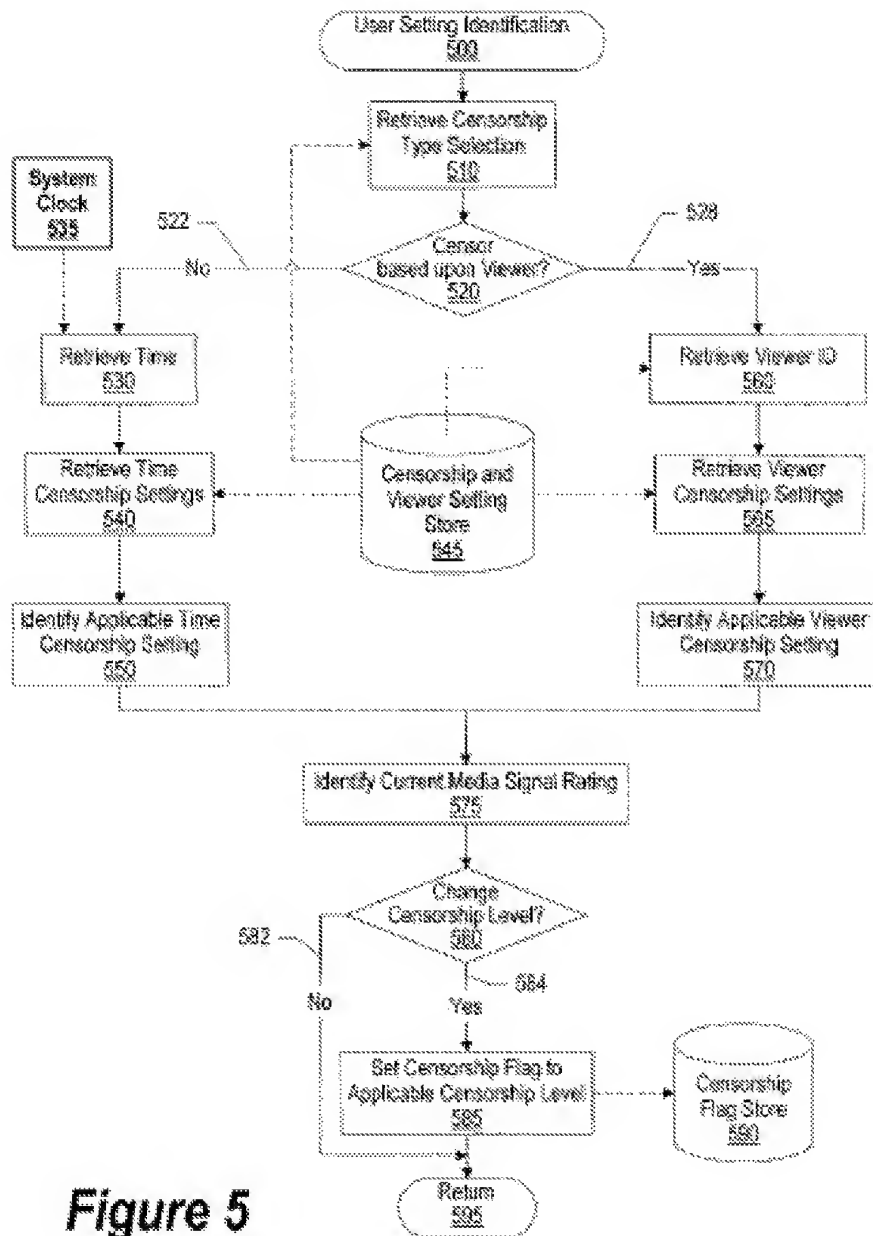 User Setting Identification
500
Retrieve Censorship
Type Selection
510
System
Clock
535
522
528
Censor
based upon Viewer?
520
No
Yes
Retrieve Time
530
Retrieve Viewer ID
560
Retrieve Time
Censorship Settings
540
Censorship and
Viewer Setting
Store
545
Retrieve Viewer
Censorship Settings
565
Identify Applicable Time
Censorship Setting
550
Identify Applicable Viewer
Censorship Setting
570
Identify Current Media Signal Rating
575
Change
Censorship Level?
580
582
584
No
Yes
Set Censorship Flag to
Applicable Censorship Level
585
Censorship
Flag Store
590
Return
595
Figure 5